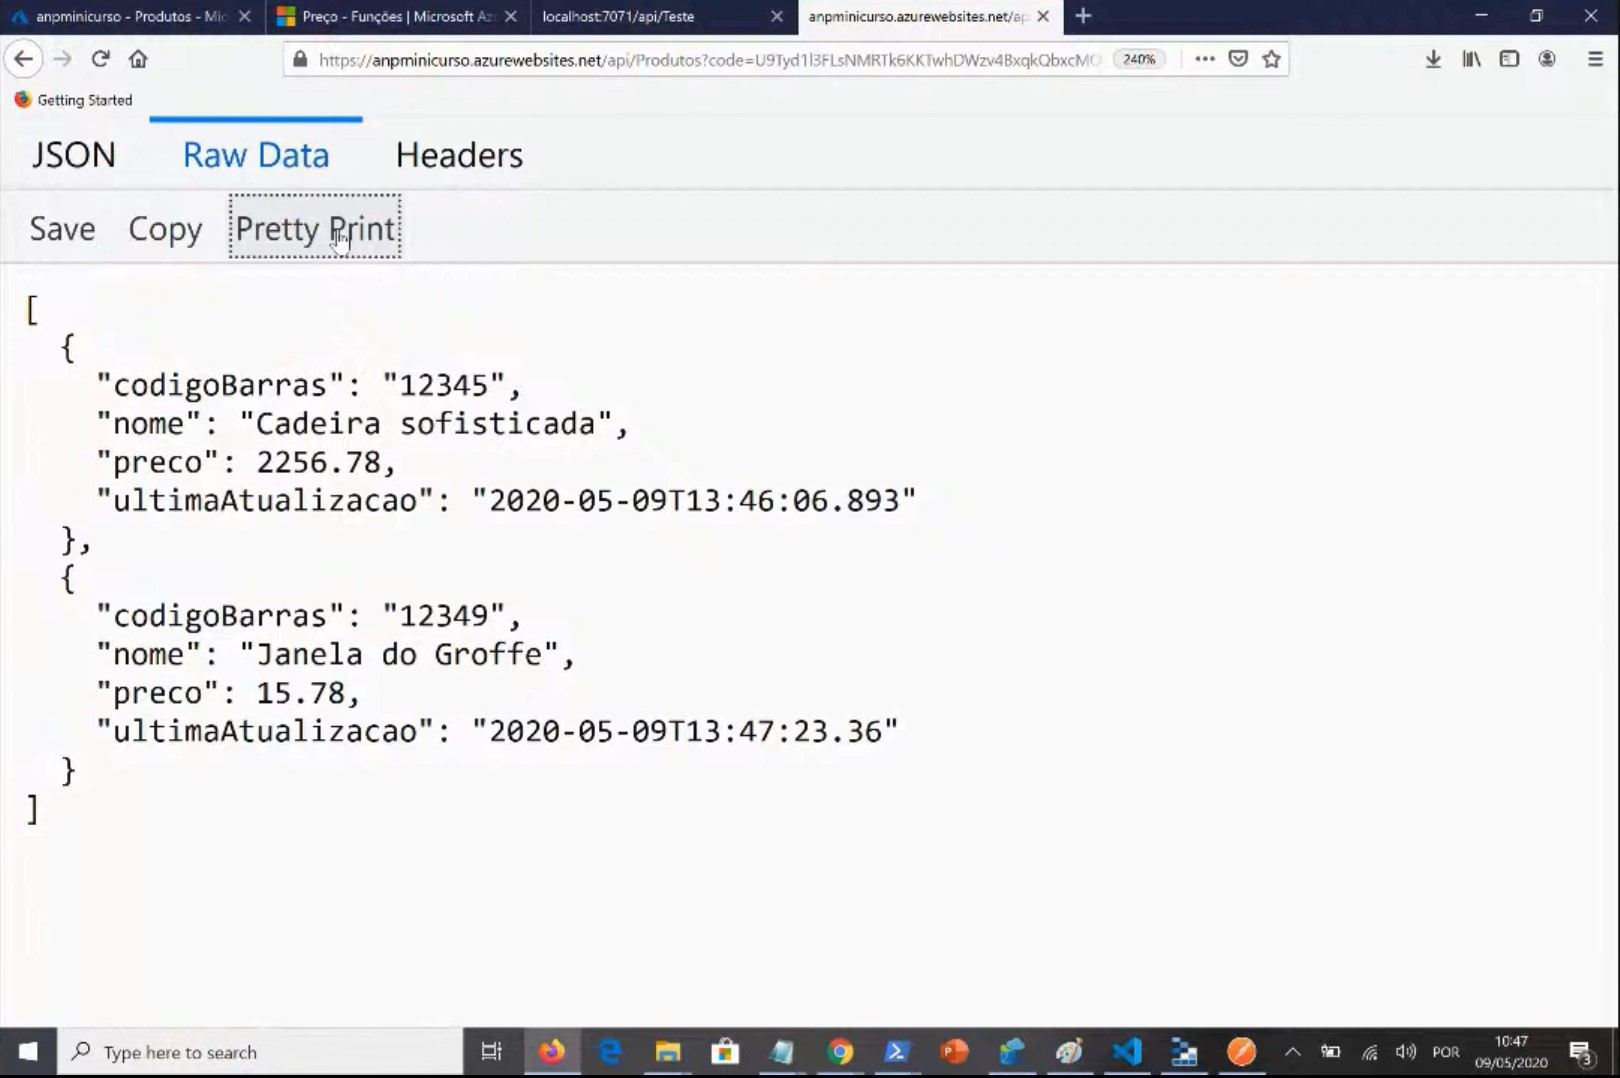 anpminicurso - Produtos - Mic
Preço - Funções | Microsoft Az
localhost:7071/api/Teste
anpminicurso.azurewebsites.net/ap
https://anpminicurso.azurewebsites.net/api/Produtos?code=
240%
Getting Started
JSON
Raw Data
Headers
Save
Copy
Pretty Print
[
{
"codigoBarras": "12345",
"nome": "Cadeira sofisticada",
"preco": 2256.78,
"ultimaAtualizacao": "2020-05-09T13:46:06.893"
},
{
"codigoBarras": "12349",
"nome": "Janela do Groffe",
"preco": 15.78,
"ultimaAtualizacao": "2020-05-09T13:47:23.36"
}
]
Type here to search
POR
10:47
09/05/2020
3